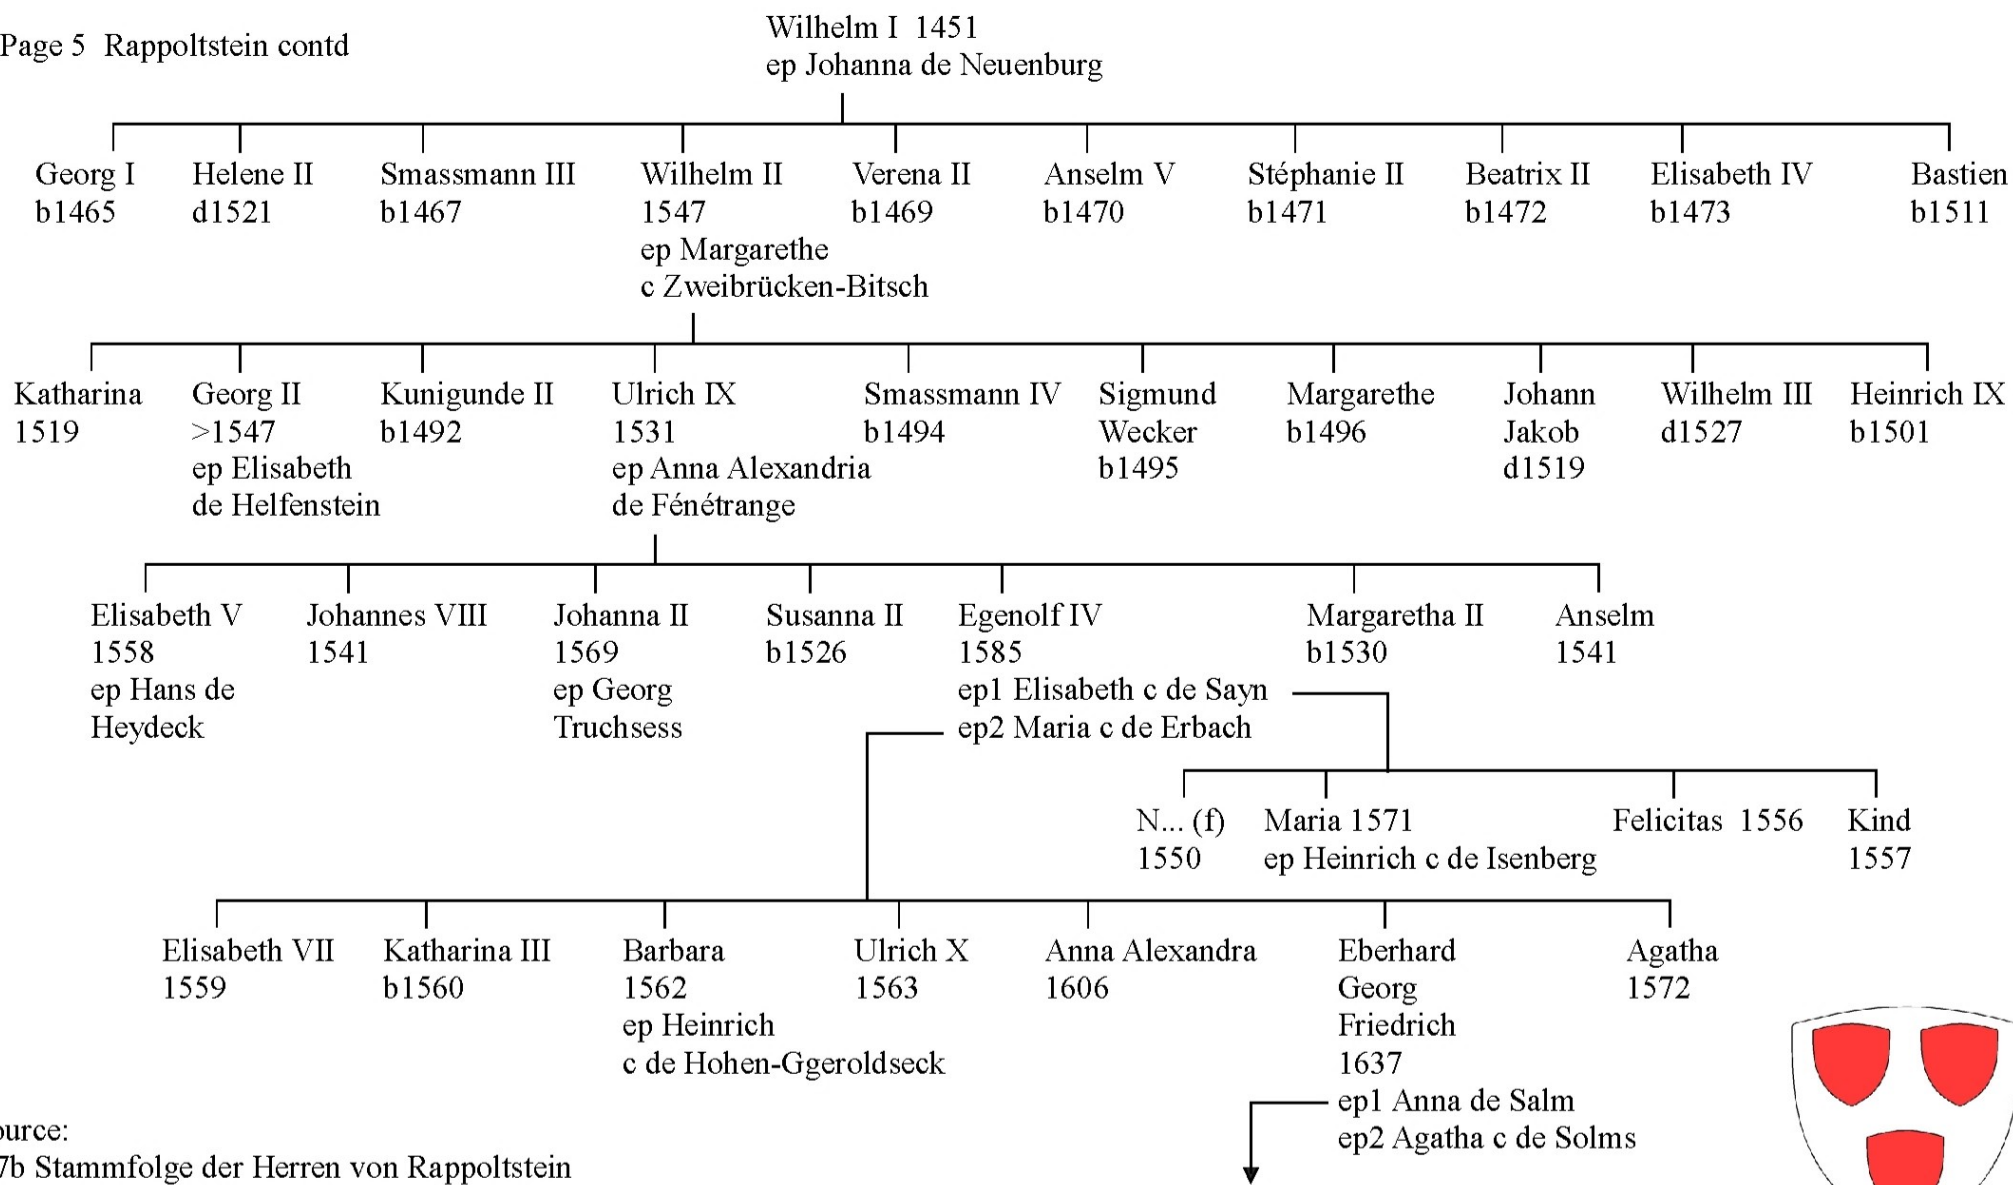 Page 5 Rappoltstein contd
Wilhelm I 1451
ep Johanna de Neuenburg
Georg I
b1465
Helene II
d1521
Smassmann III
b1467
Wilhelm II
1547
ep Margarethe
c Zweibrücken-Bitsch
Verena II
b1469
Anselm V
b1470
Stéphanie II
b1471
Beatrix II
b1472
Elisabeth IV
b1473
Bastien
b1511
Katharina
1519
Georg II
>1547
ep Elisabeth
de Helfenstein
Kunigunde II
b1492
Ulrich IX
1531
ep Anna Alexandria
de Fénétrange
Smassmann IV
b1494
Sigmund
Wecker
b1495
Margarethe
b1496
Johann
Jakob
d1519
Wilhelm III
d1527
Heinrich IX
b1501
Elisabeth V
1558
ep Hans de
Heydeck
Johannes VIII
1541
Johanna II
1569
ep Georg
Truchsess
Susanna II
b1526
Egenolf IV
1585
ep1 Elisabeth c de Sayn
ep2 Maria c de Erbach
Margaretha II
b1530
Anselm
1541
N... (f)
1550
Maria 1571
ep Heinrich c de Isenberg
Felicitas 1556
Kind
1557
Elisabeth VII
1559
Katharina III
b1560
Barbara
1562
ep Heinrich
c de Hohen-Ggeroldseck
Ulrich X
1563
Anna Alexandra
1606
Eberhard
Georg
Friedrich
1637
ep1 Anna de Salm
ep2 Agatha c de Solms
Agatha
1572
ource:
7b Stammfolge der Herren von Rappoltstein